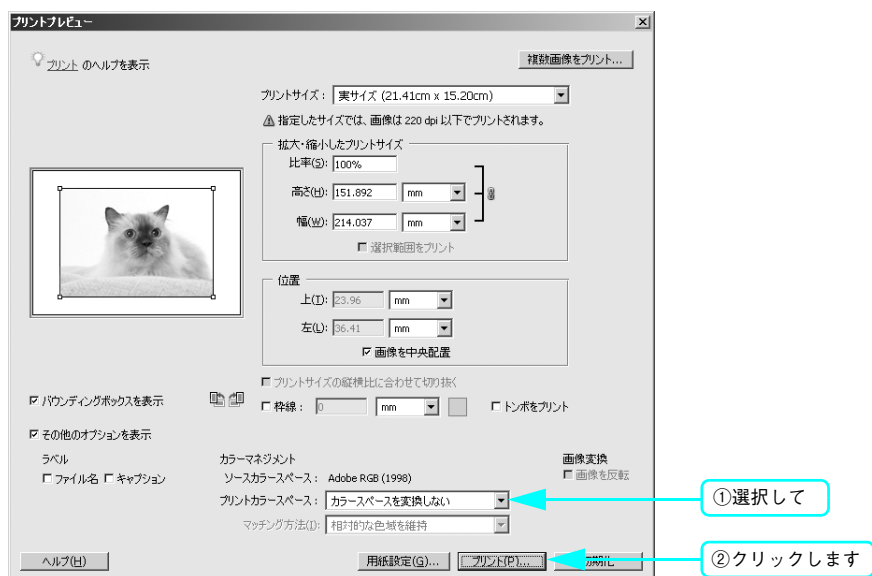 プリントプレビュー
プリント のヘルプを表示
複数画像をプリント...
プリントサイズ： 実サイズ (21.41cm x 15.20cm)
指定したサイズでは、画像は 220 dpi 以下でプリントされます。
拡大・縮小したプリントサイズ
比率(S): 100%
高さ(H): 151.892 mm
幅(W): 214.037 mm
選択範囲をプリント
位置
上(T): 23.96 mm
左(L): 36.41 mm
画像を中央配置
プリントサイズの縦横比に合わせて切り抜く
バウンディングボックスを表示
枠線： 0 mm トンボをプリント
その他のオプションを表示
ラベル カラーマネジメント 画像変換
ファイル名 キャプション ソースカラースペース： Adobe RGB (1998) 画像を反転
プリントカラースペース： カラースペースを変換しない ①選択して
マッチング方法(I): 相対的な色域を維持
ヘルプ(H) 用紙設定(G)... プリント(P)... 初期化 ②クリックします